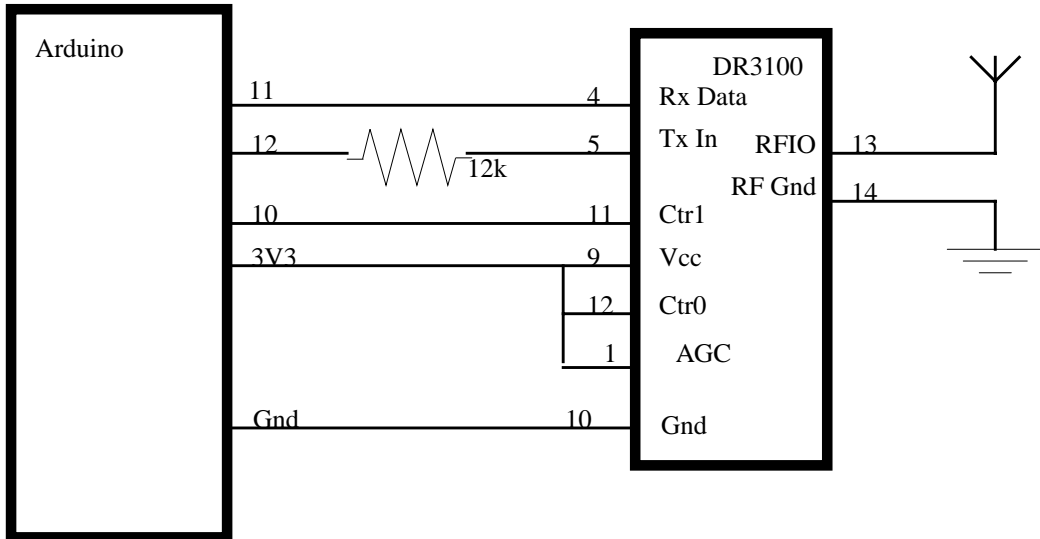 Arduino
DR3100
11
4
Rx Data
12
12k
5
Tx In
RFIO
13
RF Gnd
14
10
11
Ctr1
3V3
9
Vcc
12
Ctr0
1
AGC
Gnd
10
Gnd